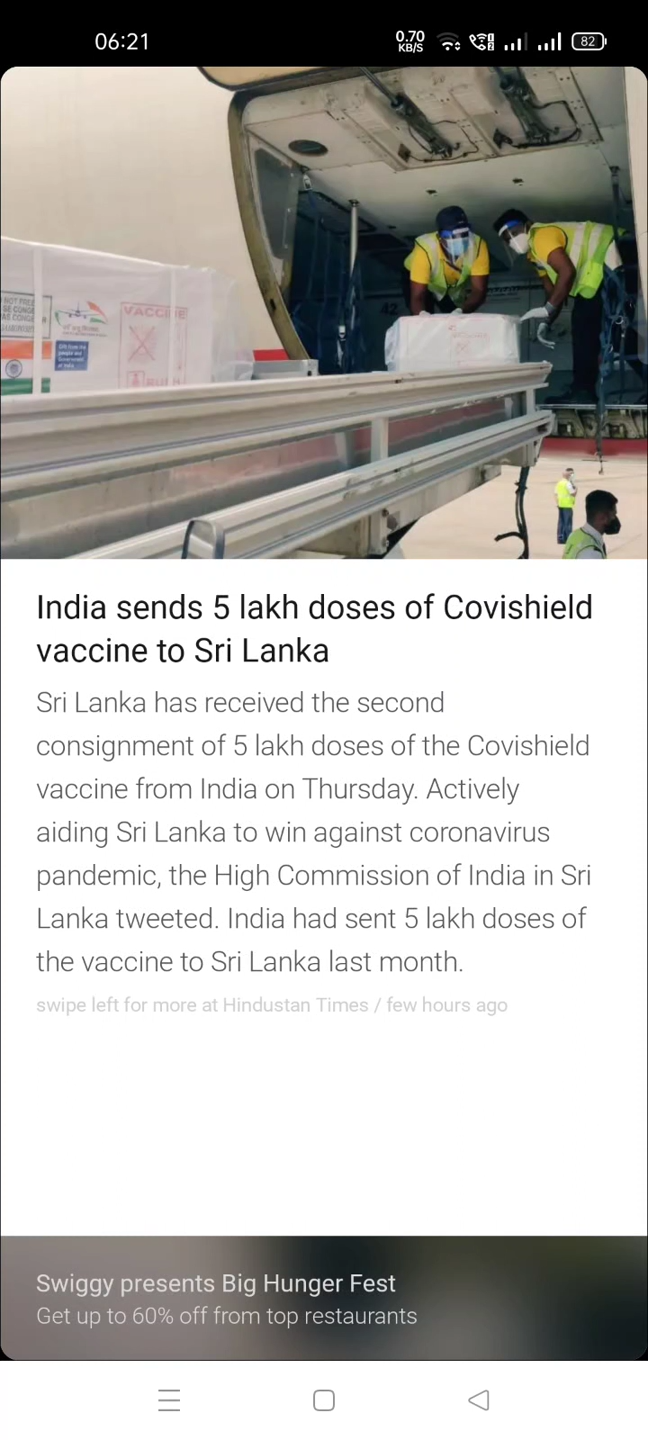 06:21
0.70
KB/S
82
NOT FREE
VACCINE
42
India sends 5 lakh doses of Covishield
vaccine to Sri Lanka
Sri Lanka has received the second
consignment of 5 lakh doses of the Covishield
vaccine from India on Thursday. Actively
aiding Sri Lanka to win against coronavirus
pandemic, the High Commission of India in Sri
Lanka tweeted. India had sent 5 lakh doses of
the vaccine to Sri Lanka last month.
swipe left for more at Hindustan Times / few hours ago
Swiggy presents Big Hunger Fest
Get up to 60% off from top restaurants